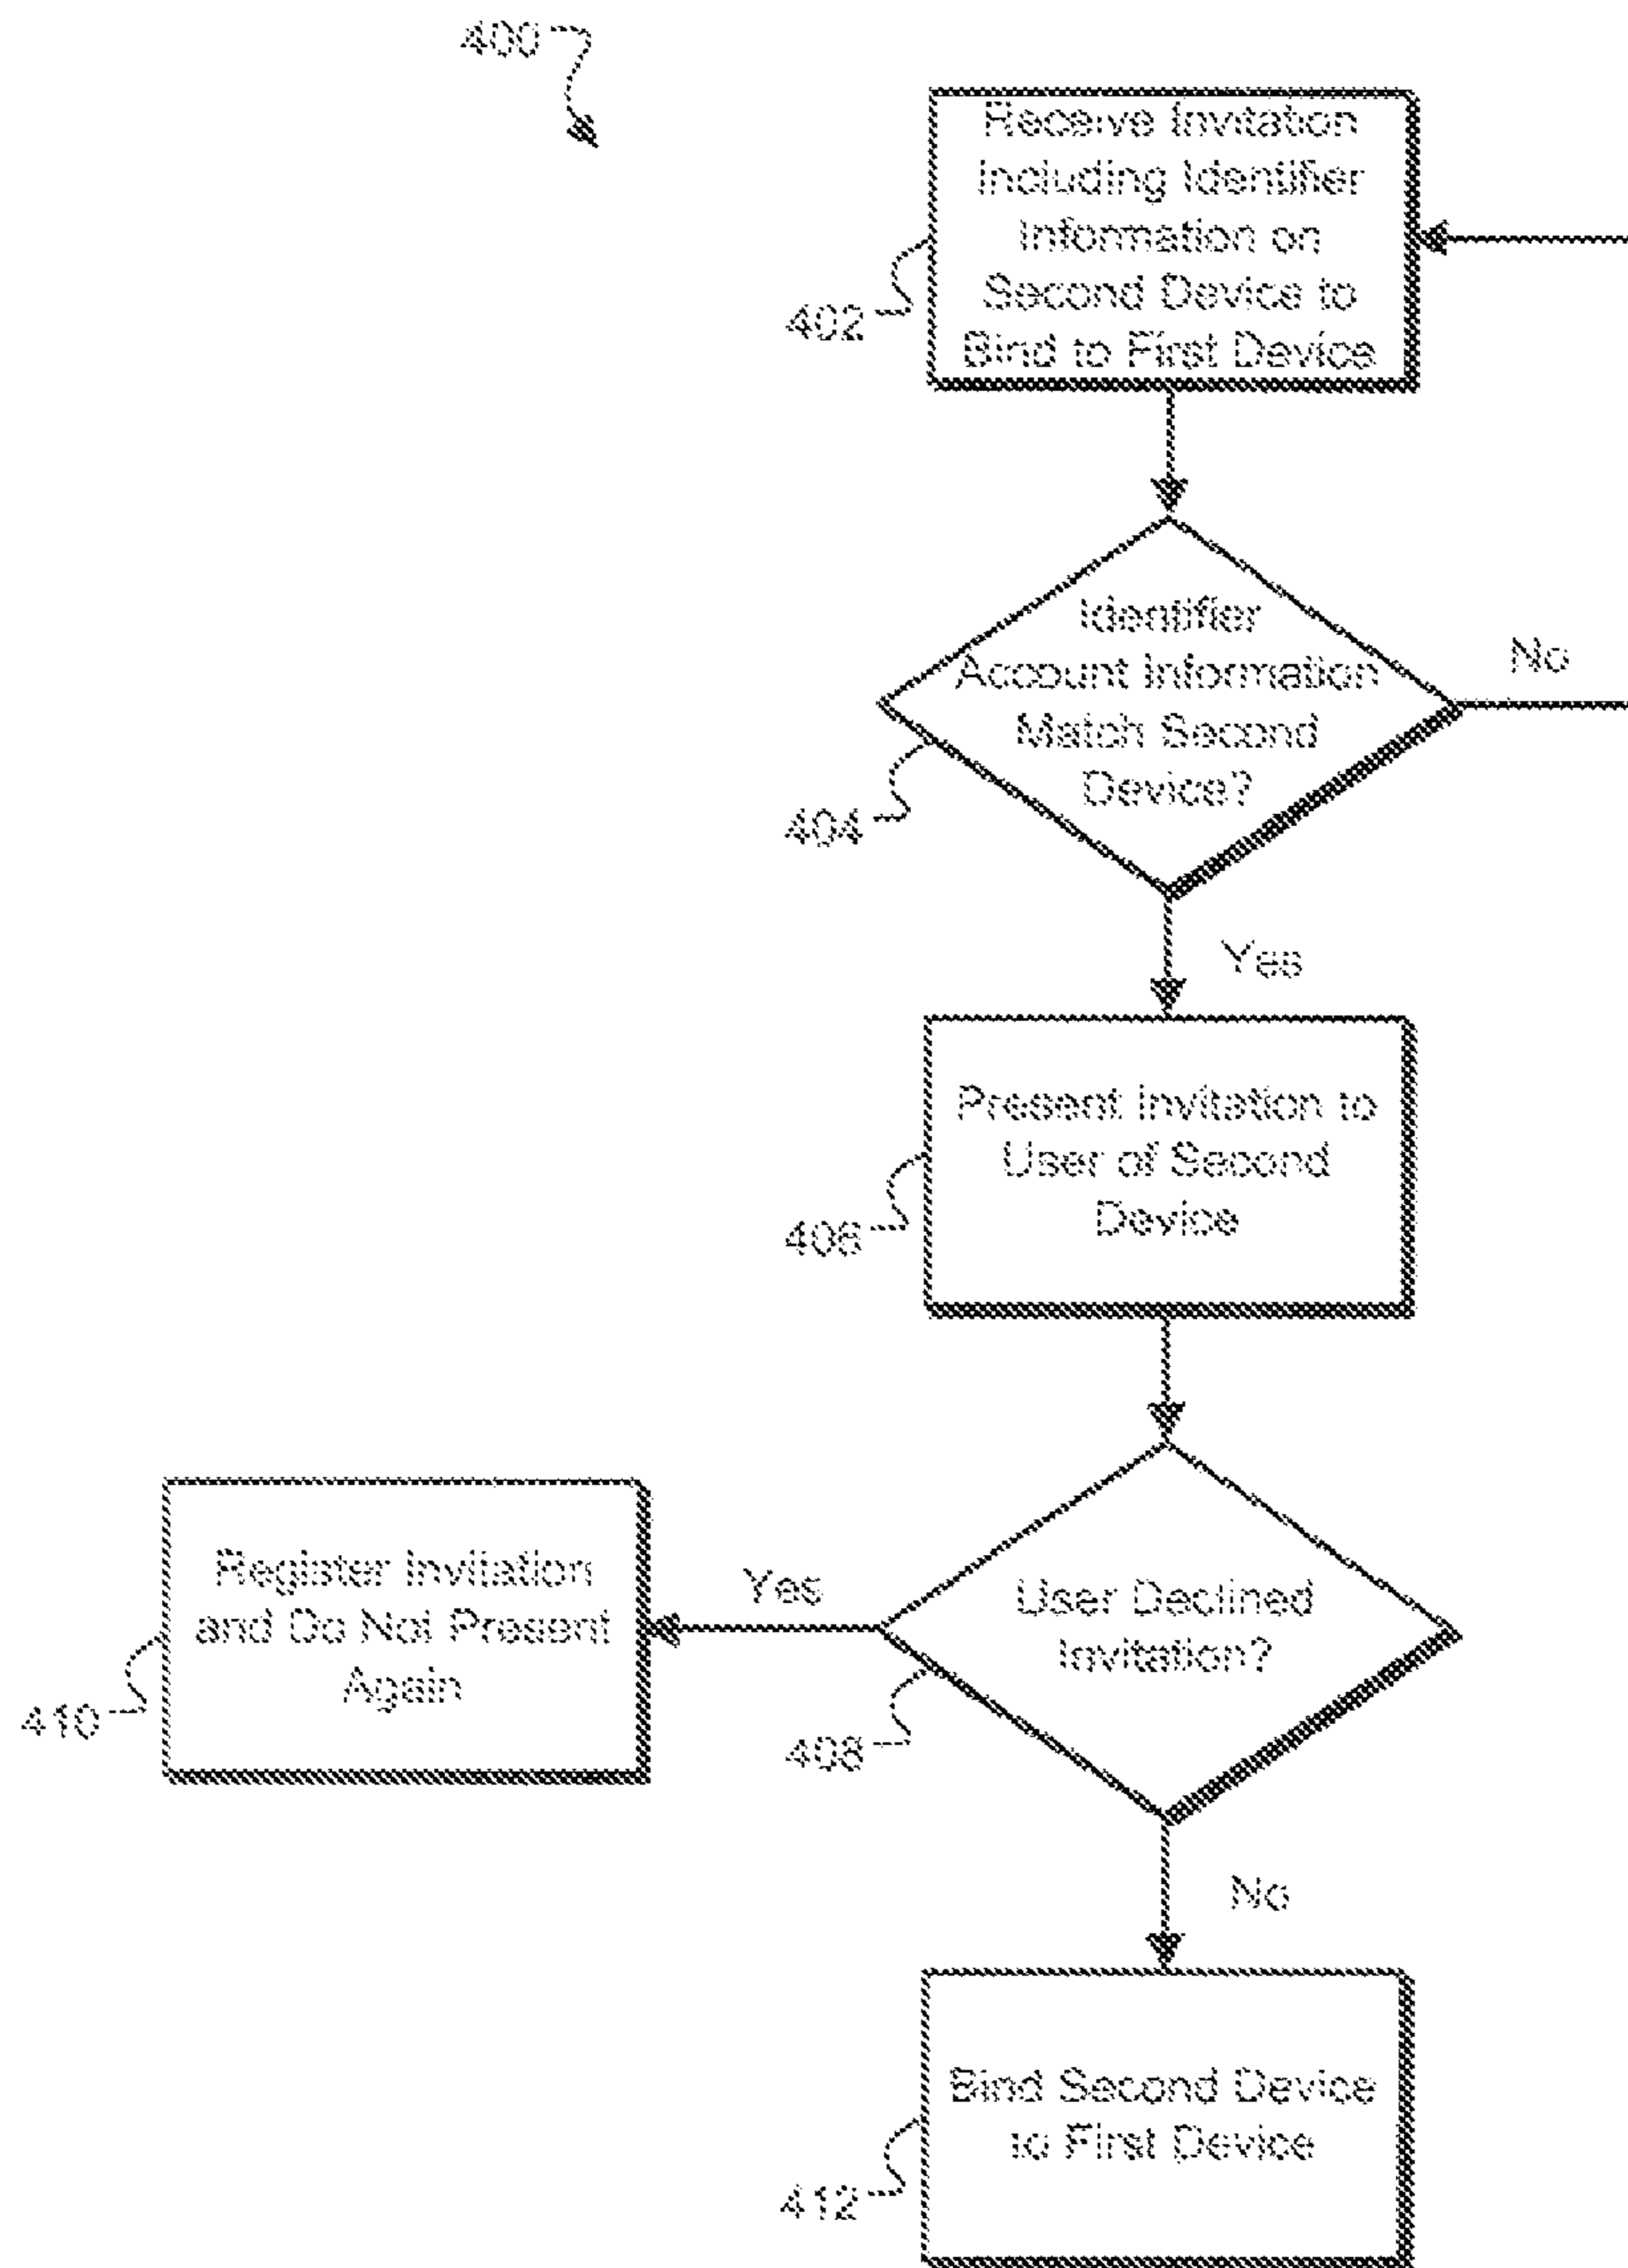 400
Receive Invitation
Including Identifier
Information on
Second Device to
Bind to First Device
402
Identifier
Account Information
Match Second
Device?
No
404
Yes
Present Invitation to
User of Second
Device
406
Register Invitation
and Do Not Present
Again
410
Yes
User Declined
Invitation?
408
No
Bind Second Device
to First Device
412